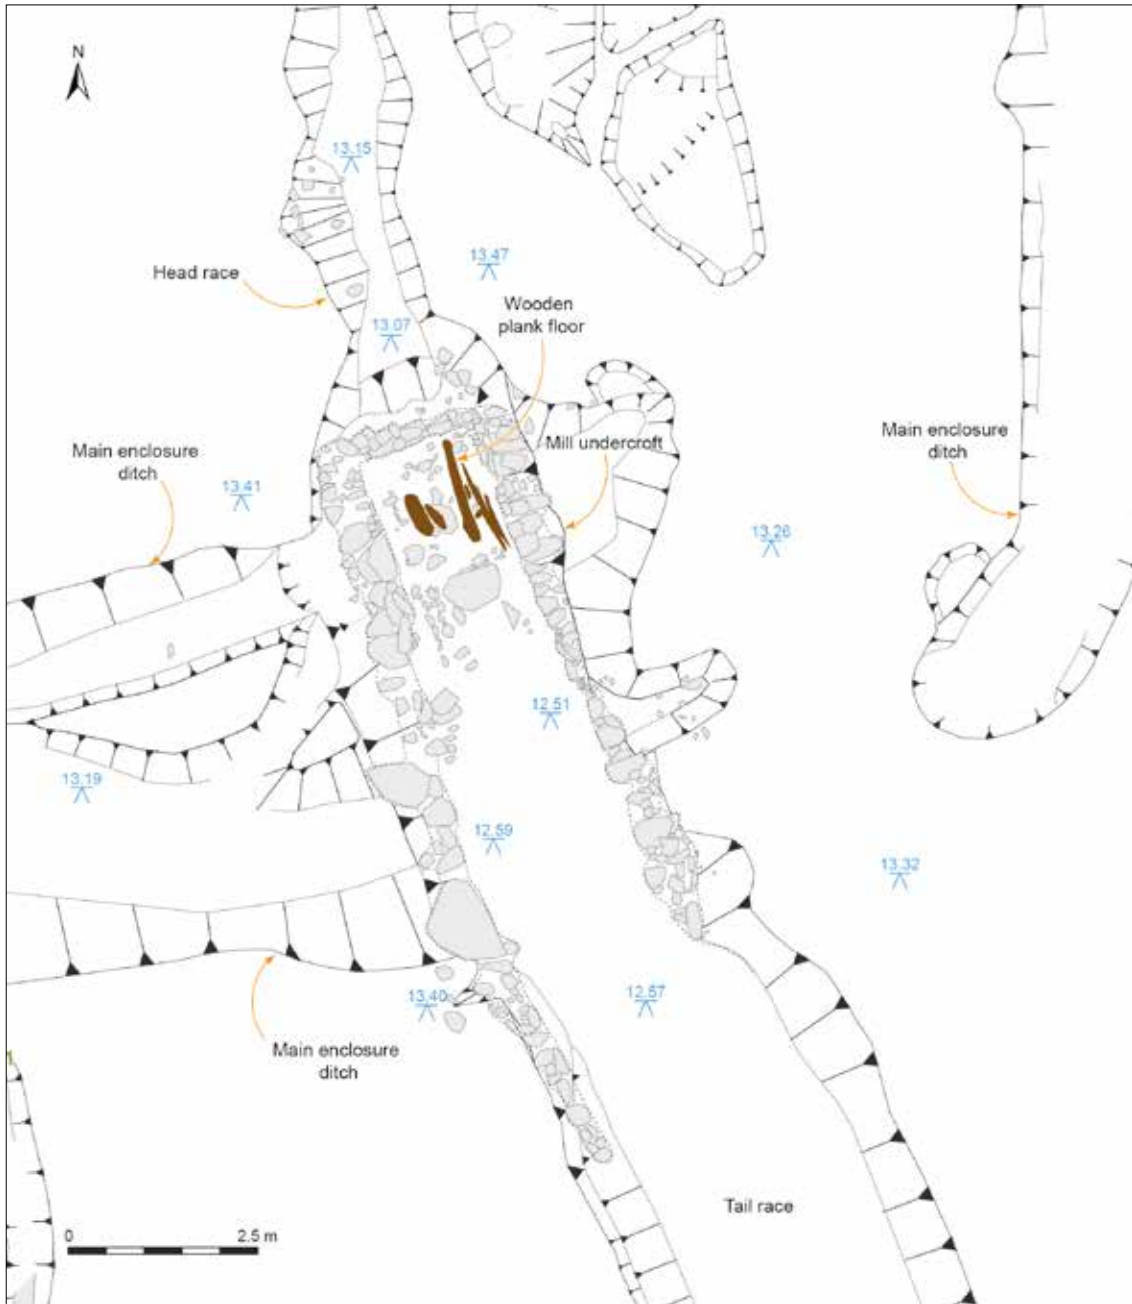 N
13.15
13.47
Head race
Wooden
plank floor
13.07
Main enclosure
ditch
Mill undercroft
Main enclosure
ditch
13.41
13.26
12.51
13.19
12.59
13.32
13.40
12.57
Main enclosure
ditch
Tail race
0 2.5 m